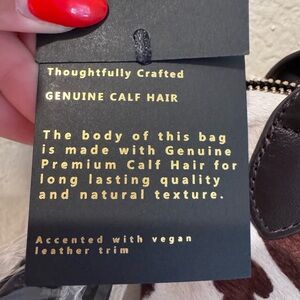 Thoughtfully Crafted
GENUINE CALF HAIR
The body of this bag
is made with Genuine
Premium Calf Hair for
long lasting quality
and natural texture.
Accented with vegan
leather trim